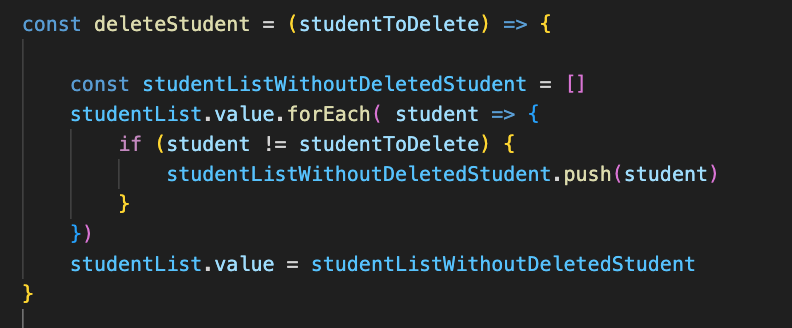 const deleteStudent = (studentToDelete) => {
const studentListWithoutDeletedStudent = []
studentList.value.forEach( student => {
if (student != studentToDelete) {
studentListWithoutDeletedStudent.push(student)
}
})
studentList.value = studentListWithoutDeletedStudent
}